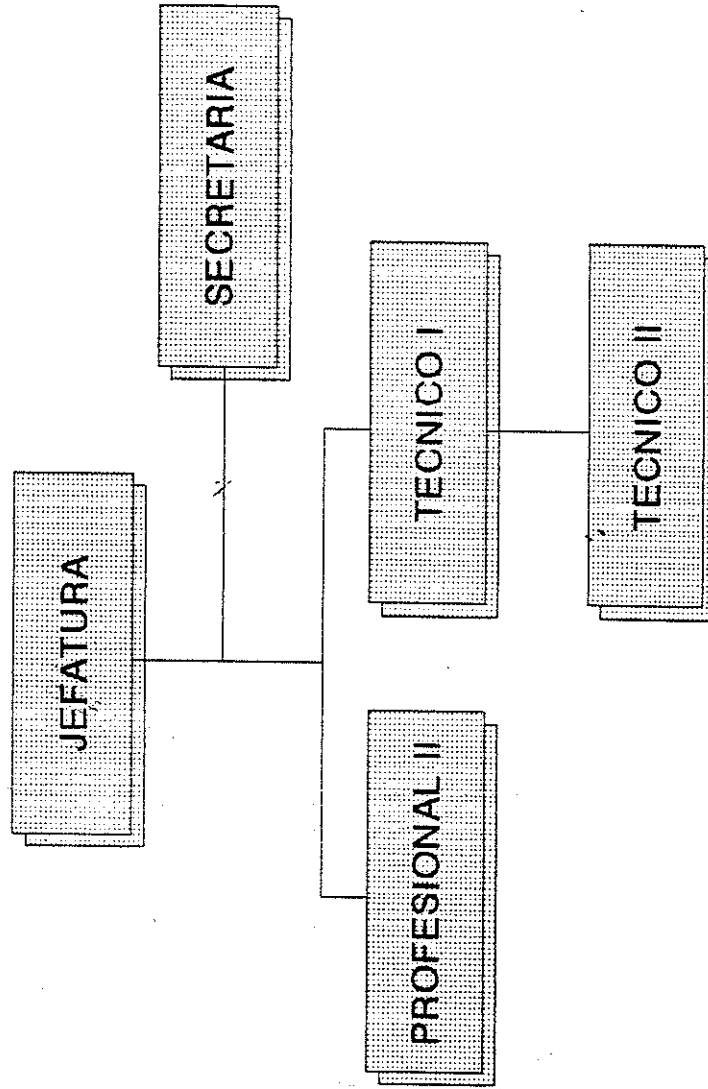 JEFATURA
SECRETARIA
PROFESIONAL II
TECNICO I
TECNICO II